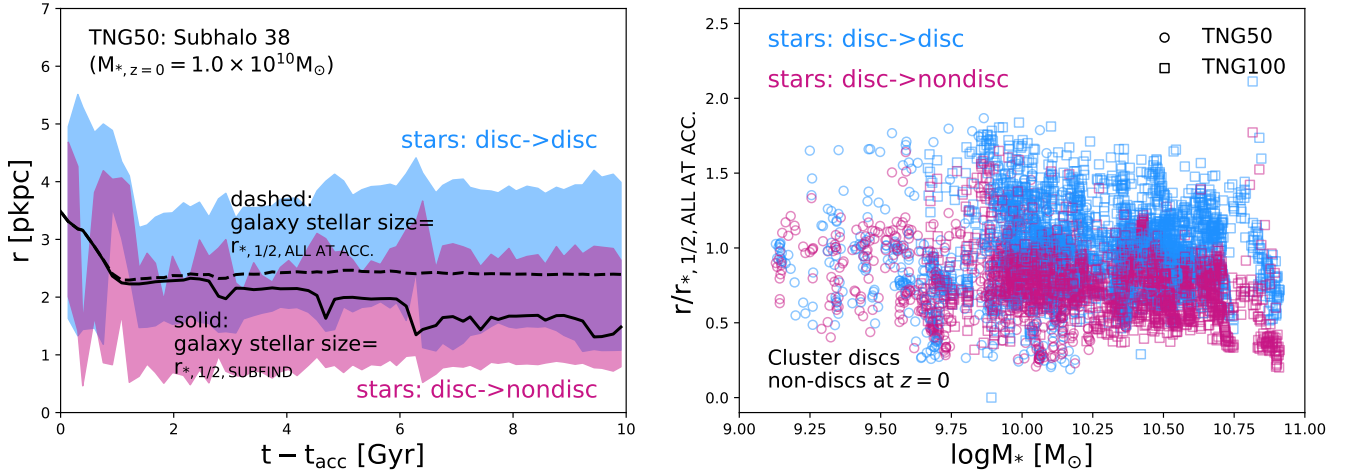 TNG50: Subhalo 38
(M*, z=0 = 1.0 × 10^10 M⊙)
stars: disc->disc
dashed:
galaxy stellar size=
r*, 1/2, ALL AT ACC.
solid:
galaxy stellar size=
r*, 1/2, SUBFIND
stars: disc->nondisc
r [pkpc]
7
6
5
4
3
2
1
0
0 2 4 6 8 10
t − tacc [Gyr]
stars: disc->disc
stars: disc->nondisc
TNG50
TNG100
Cluster discs
non-discs at z = 0
r/r*, 1/2, ALL AT ACC.
2.5
2.0
1.5
1.0
0.5
0.0
9.00 9.25 9.50 9.75 10.00 10.25 10.50 10.75 11.00
logM* [M⊙]